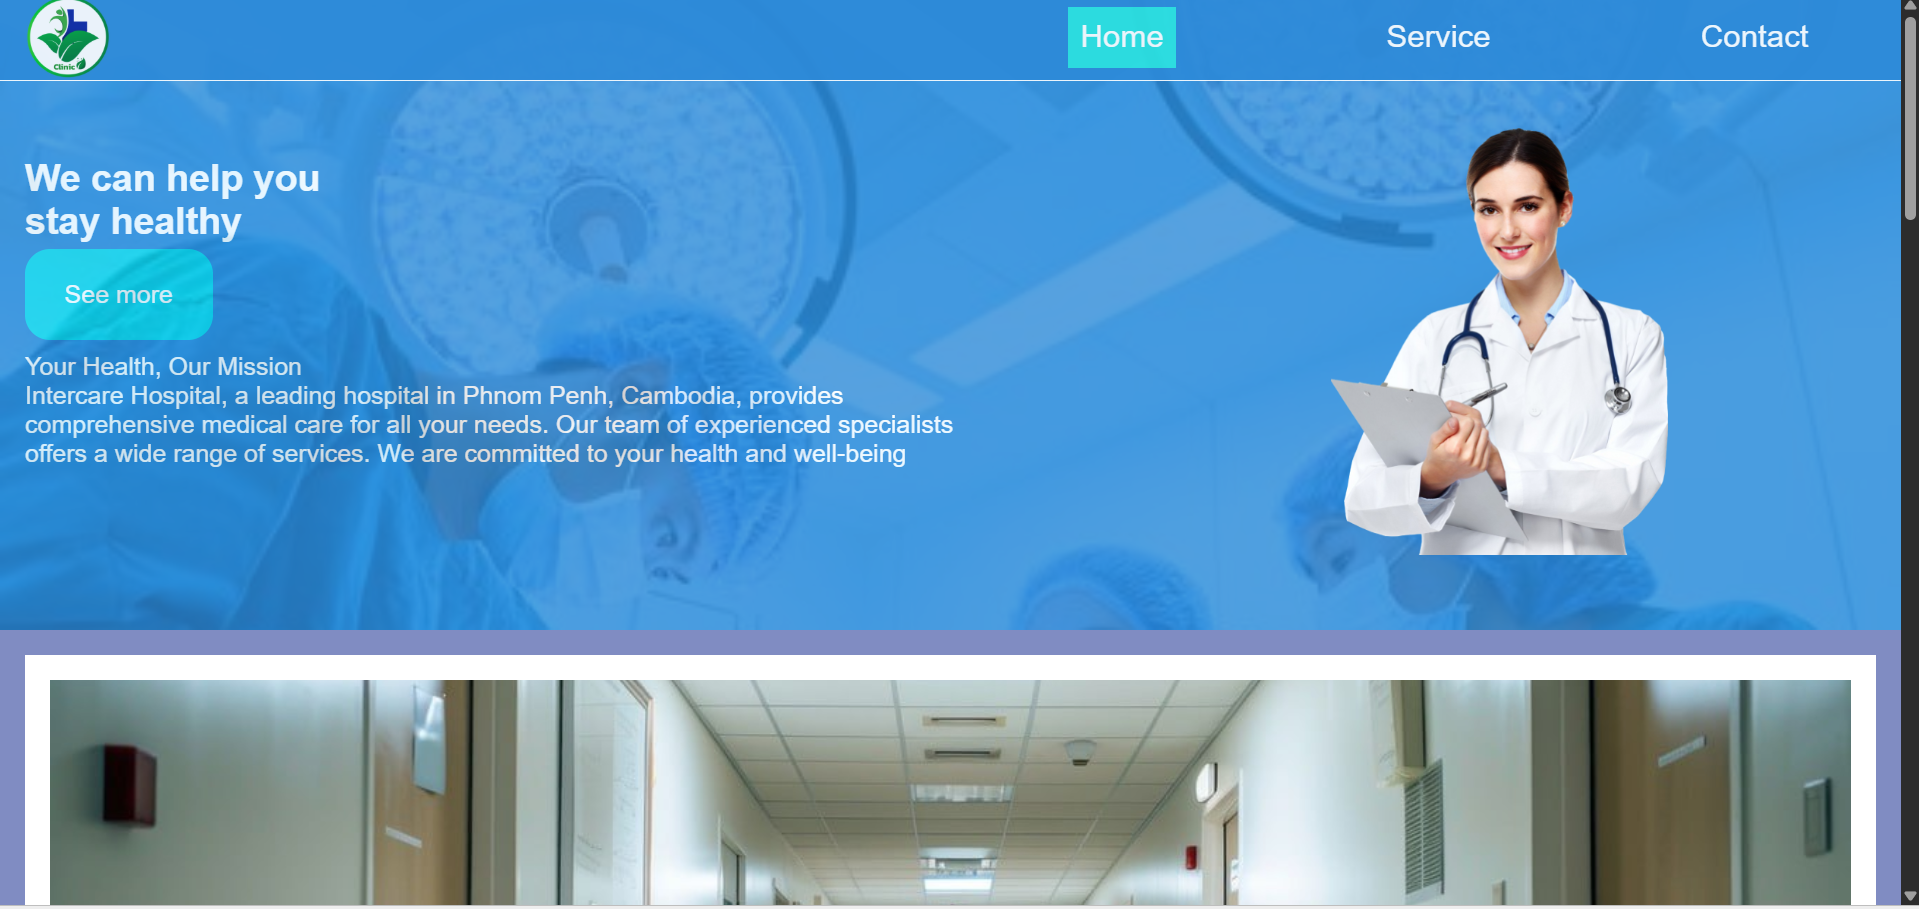 Clinic
Home
Service
Contact
We can help you
stay healthy
See more
Your Health, Our Mission
Intercare Hospital, a leading hospital in Phnom Penh, Cambodia, provides
comprehensive medical care for all your needs. Our team of experienced specialists
offers a wide range of services. We are committed to your health and well-being